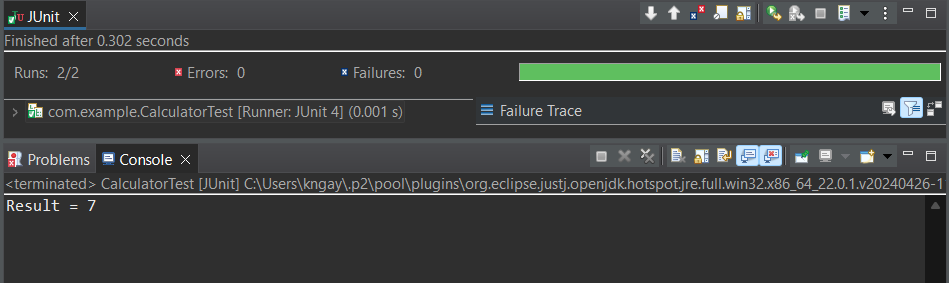 JUnit
Finished after 0.302 seconds
Runs: 2/2 Errors: 0 Failures: 0
com.example.CalculatorTest [Runner: JUnit 4] (0.001 s)
Failure Trace
Problems Console
<terminated> CalculatorTest [JUnit] C:\Users\kngay\.p2\pool\plugins\org.eclipse.justj.openjdk.hotspot.jre.full.win32.x86_64_22.0.1.v20240426-1
Result = 7